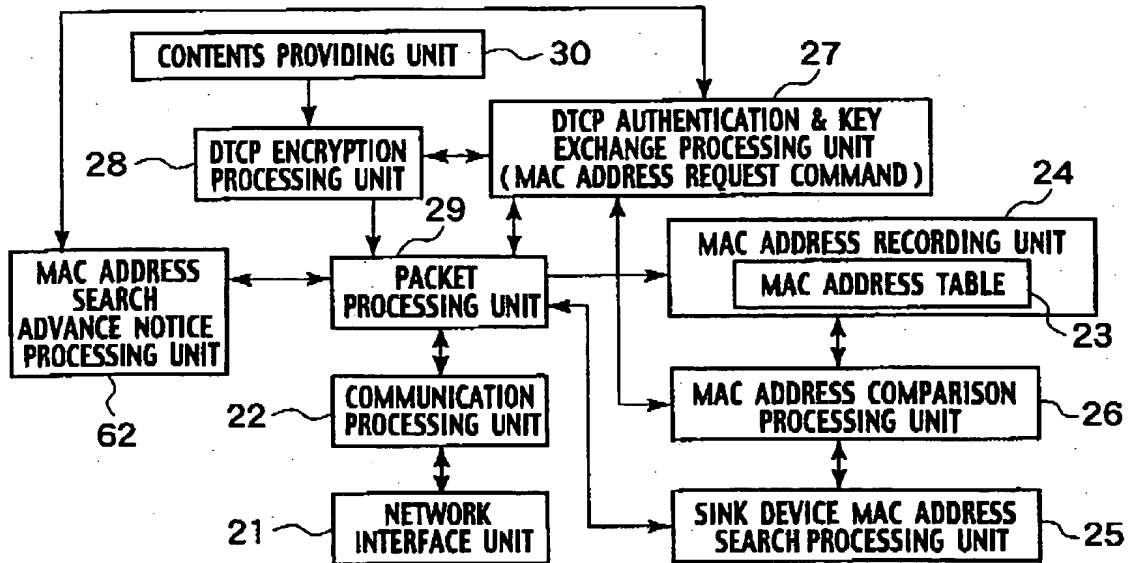 CONTENTS PROVIDING UNIT
30
27
DTCP AUTHENTICATION & KEY
EXCHANGE PROCESSING UNIT
( MAC ADDRESS REQUEST COMMAND )
28
DTCP ENCRYPTION
PROCESSING UNIT
29
24
MAC ADDRESS RECORDING UNIT
MAC ADDRESS TABLE
23
MAC ADDRESS
SEARCH
ADVANCE NOTICE
PROCESSING UNIT
62
PACKET
PROCESSING UNIT
22
COMMUNICATION
PROCESSING UNIT
MAC ADDRESS COMPARISON
PROCESSING UNIT
26
21
NETWORK
INTERFACE UNIT
SINK DEVICE MAC ADDRESS
SEARCH PROCESSING UNIT
25